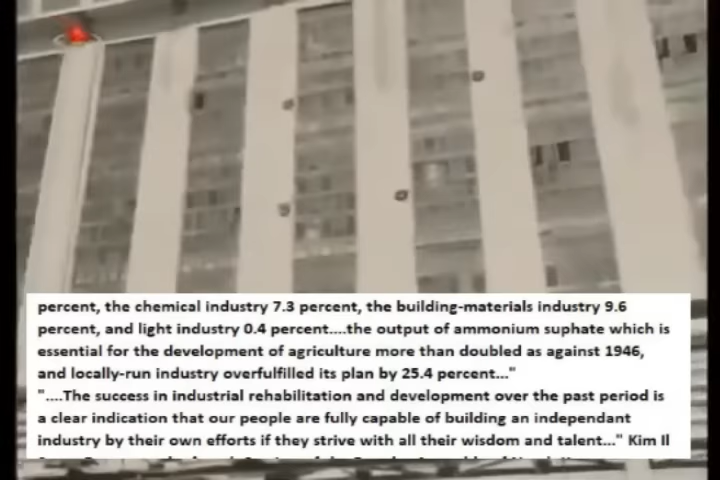 percent, the chemical industry 7.3 percent, the building-materials industry 9.6
percent, and light industry 0.4 percent....the output of ammonium suphate which is
essential for the development of agriculture more than doubled as against 1946,
and locally-run industry overfulfilled its plan by 25.4 percent..."
"....The success in industrial rehabilitation and development over the past period is
a clear indication that our people are fully capable of building an independant
industry by their own efforts if they strive with all their wisdom and talent..." Kim Il